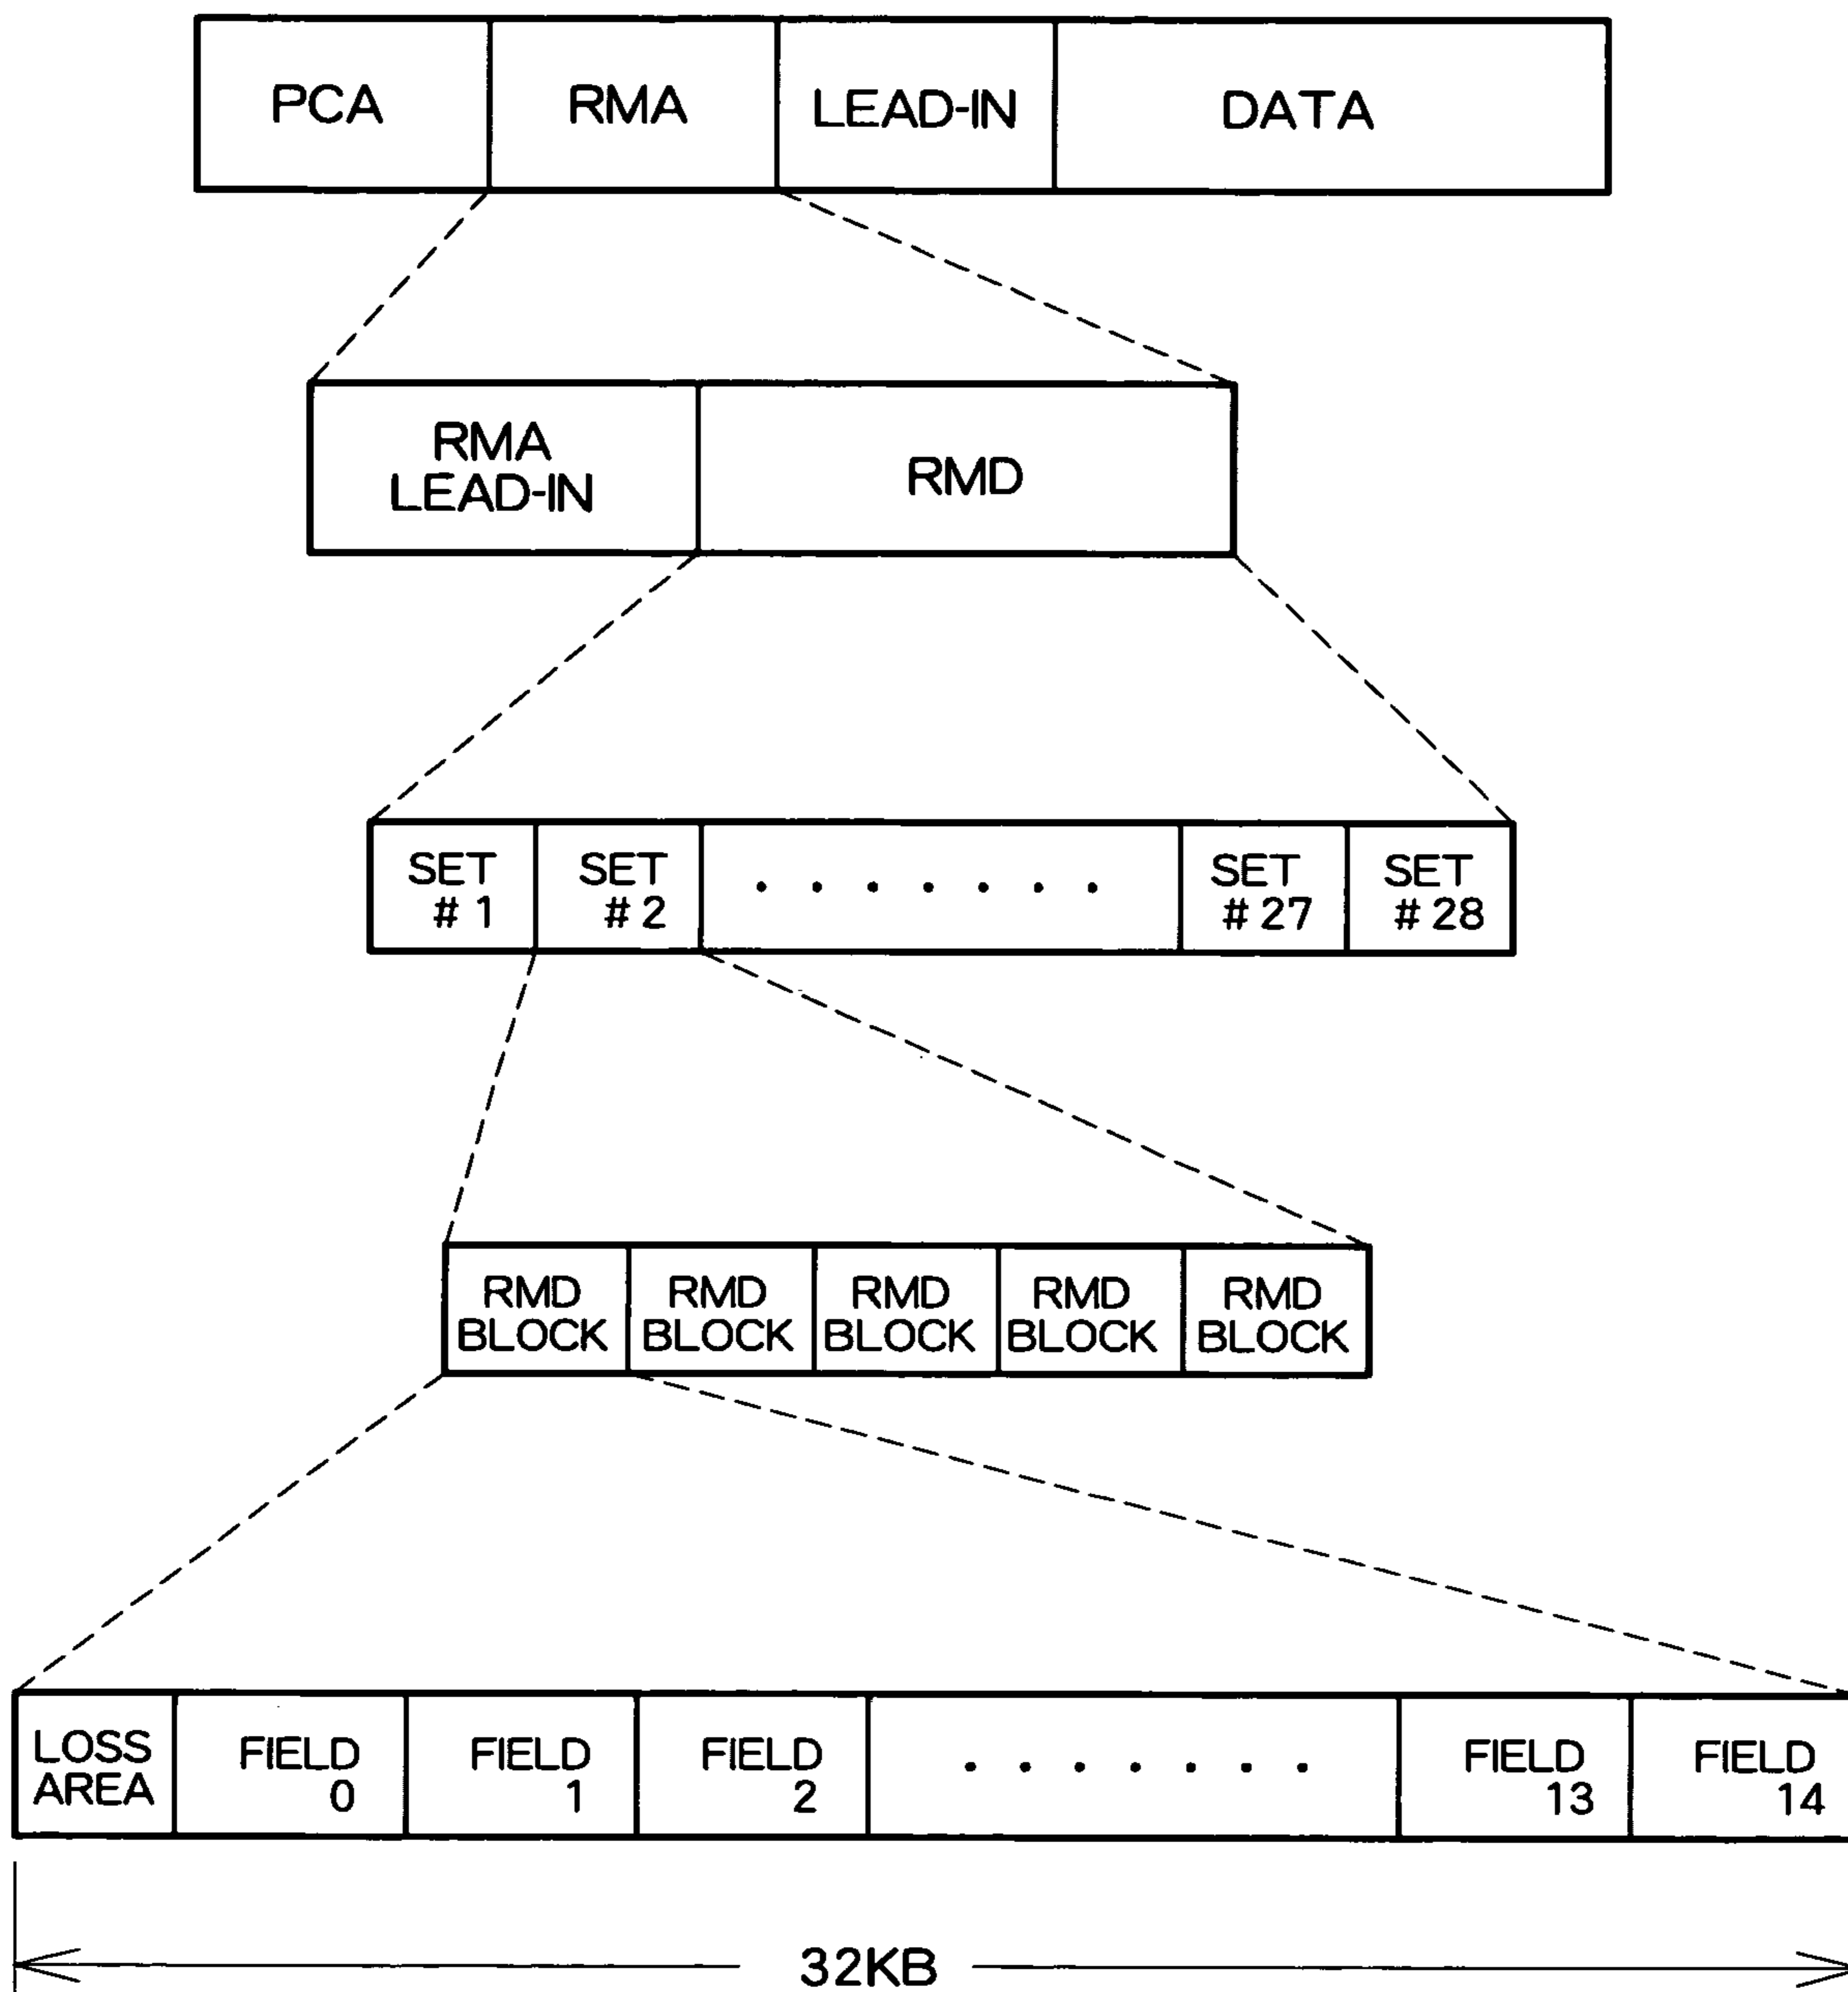 PCA RMA LEAD-IN DATA
RMA
LEAD-IN
RMD
SET
# 1
SET
# 2
· · · · · · ·
SET
# 27
SET
# 28
RMD
BLOCK
RMD
BLOCK
RMD
BLOCK
RMD
BLOCK
RMD
BLOCK
LOSS
AREA
FIELD
0
FIELD
1
FIELD
2
· · · · · · ·
FIELD
13
FIELD
14
32KB